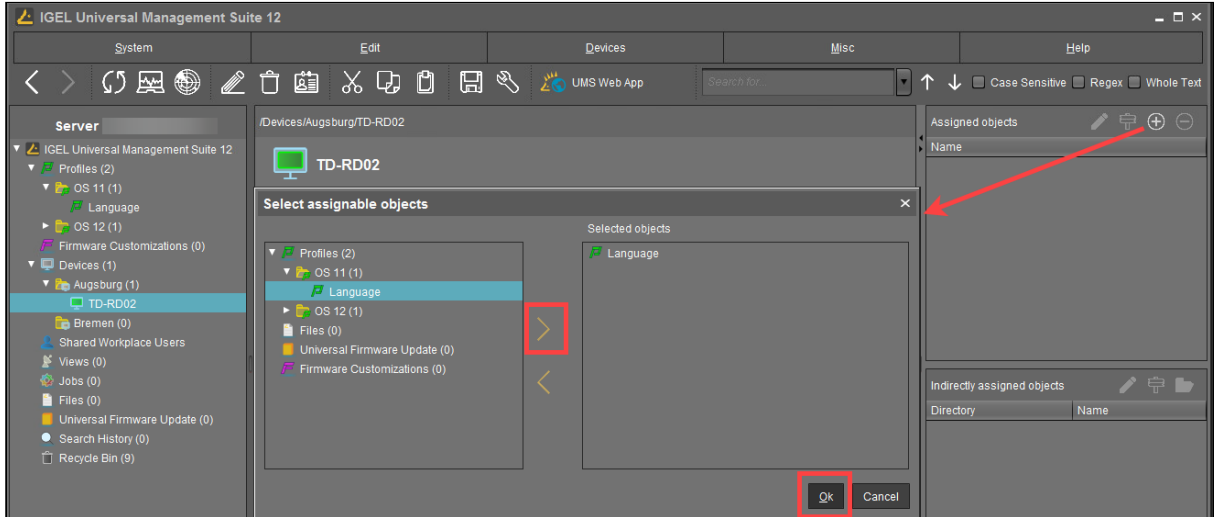 IGEL Universal Management Suite 12
System Edit Devices Misc Help
UMS Web App Search for... Case Sensitive Regex Whole Text
Server
IGEL Universal Management Suite 12
Profiles (2)
OS 11 (1)
Language
OS 12 (1)
Firmware Customizations (0)
Devices (1)
Augsburg (1)
TD-RD02
Bremen (0)
Shared Workplace Users
Views (0)
Jobs (0)
Files (0)
Universal Firmware Update (0)
Search History (0)
Recycle Bin (9)
/Devices/Augsburg/TD-RD02
TD-RD02
Select assignable objects
Profiles (2)
OS 11 (1)
Language
OS 12 (1)
Files (0)
Universal Firmware Update (0)
Firmware Customizations (0)
Selected objects
Language
Ok Cancel
Assigned objects
Name
Indirectly assigned objects
Directory Name